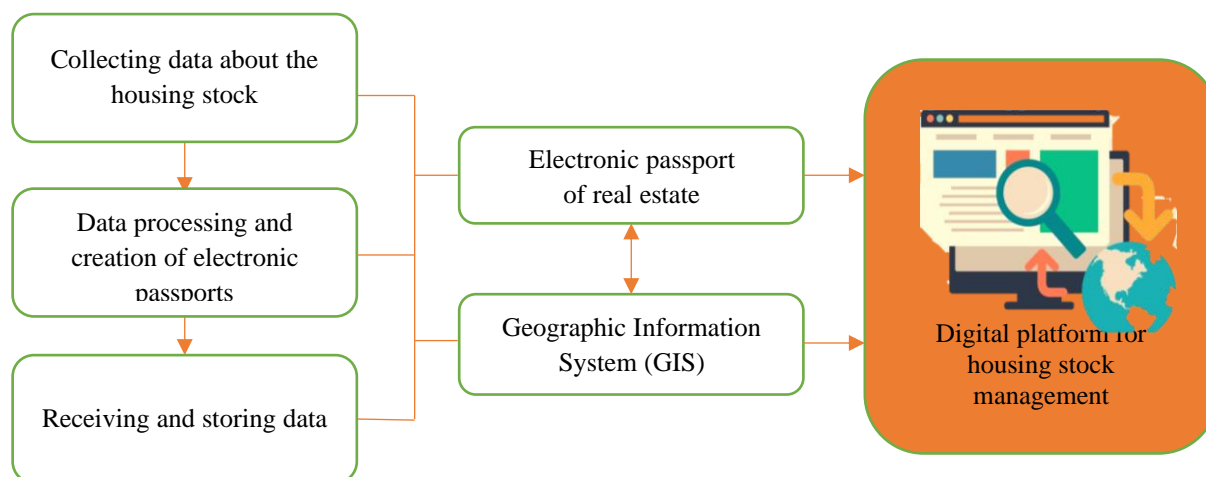 Collecting data about the
housing stock
Data processing and
creation of electronic
passports
Receiving and storing data
Electronic passport
of real estate
Geographic Information
System (GIS)
Digital platform for
housing stock
management